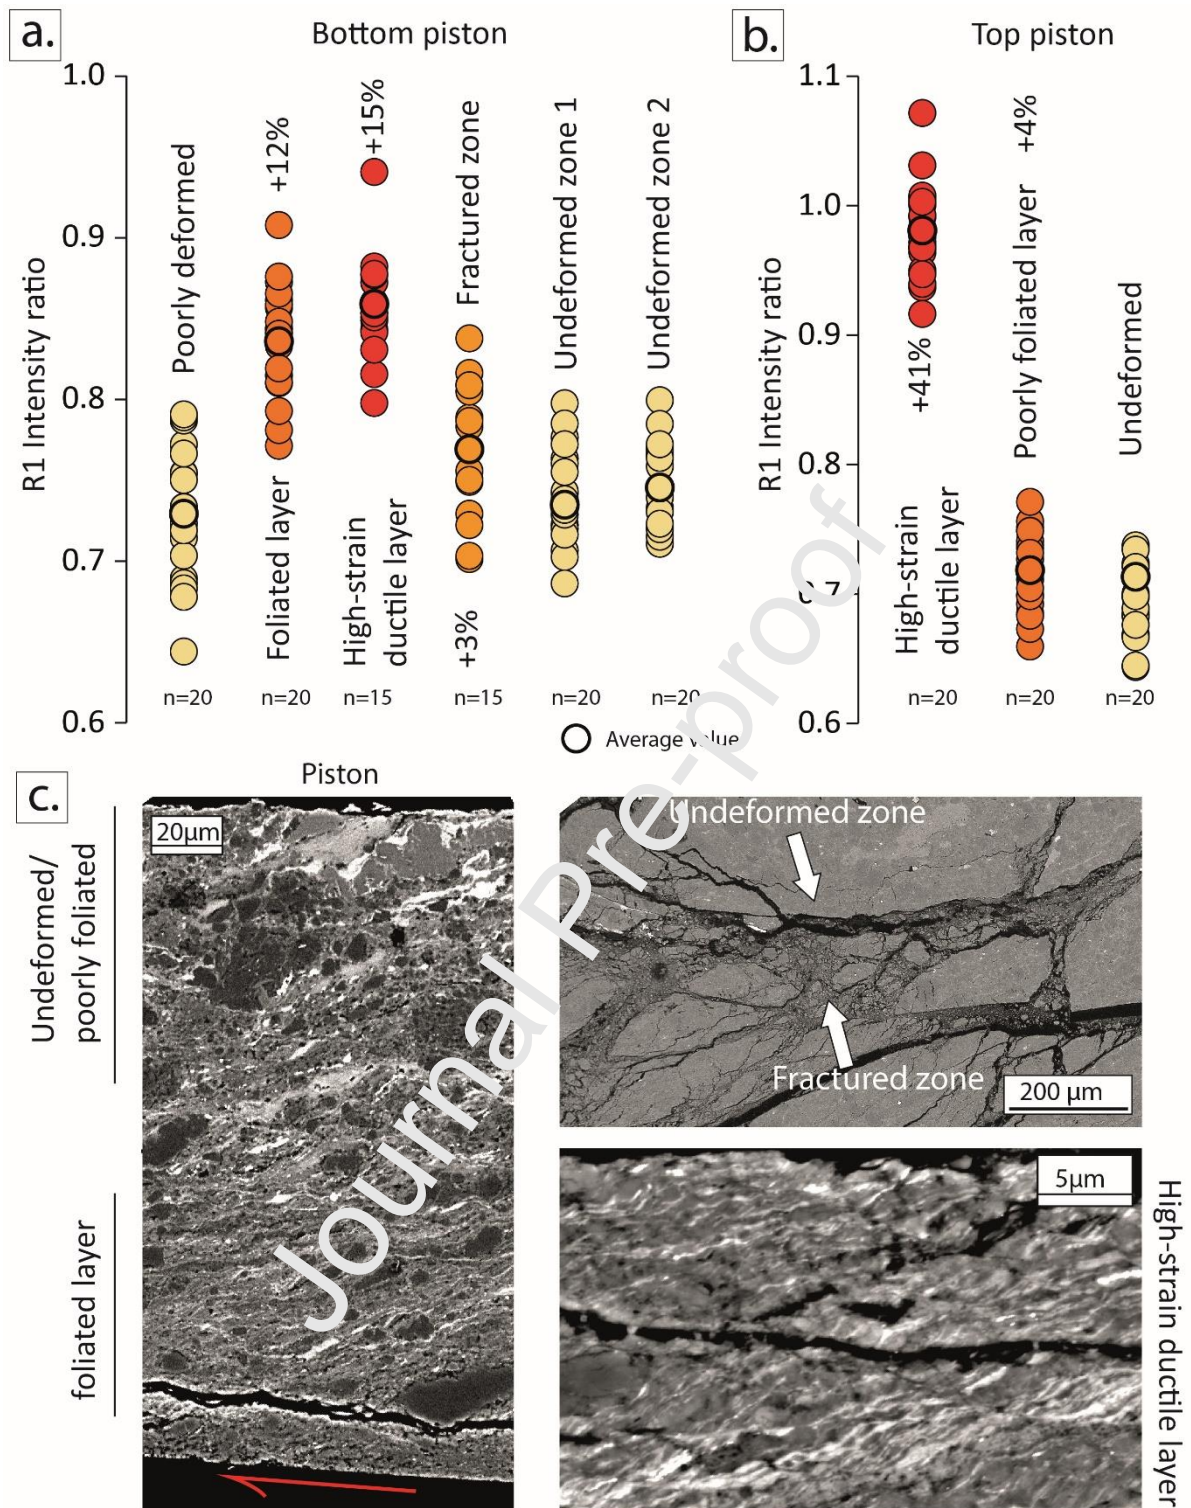 a.
Bottom piston
R1 Intensity ratio
1.0
0.9
0.8
0.7
0.6
Poorly deformed
n=20
+12%
Foliated layer
n=20
+15%
High-strain
ductile layer
n=15
Fractured zone
+3%
n=15
Undeformed zone 1
n=20
Undeformed zone 2
n=20
Average value
b.
Top piston
R1 Intensity ratio
1.1
1.0
0.9
0.8
0.7
0.6
+41%
High-strain
ductile layer
n=20
Poorly foliated layer +4%
n=20
Undeformed
n=20
c.
Piston
20µm
Undeformed/
poorly foliated
foliated layer
Undeformed zone
Fractured zone
200 µm
5µm
High-strain ductile layer
Journal Pre-proof